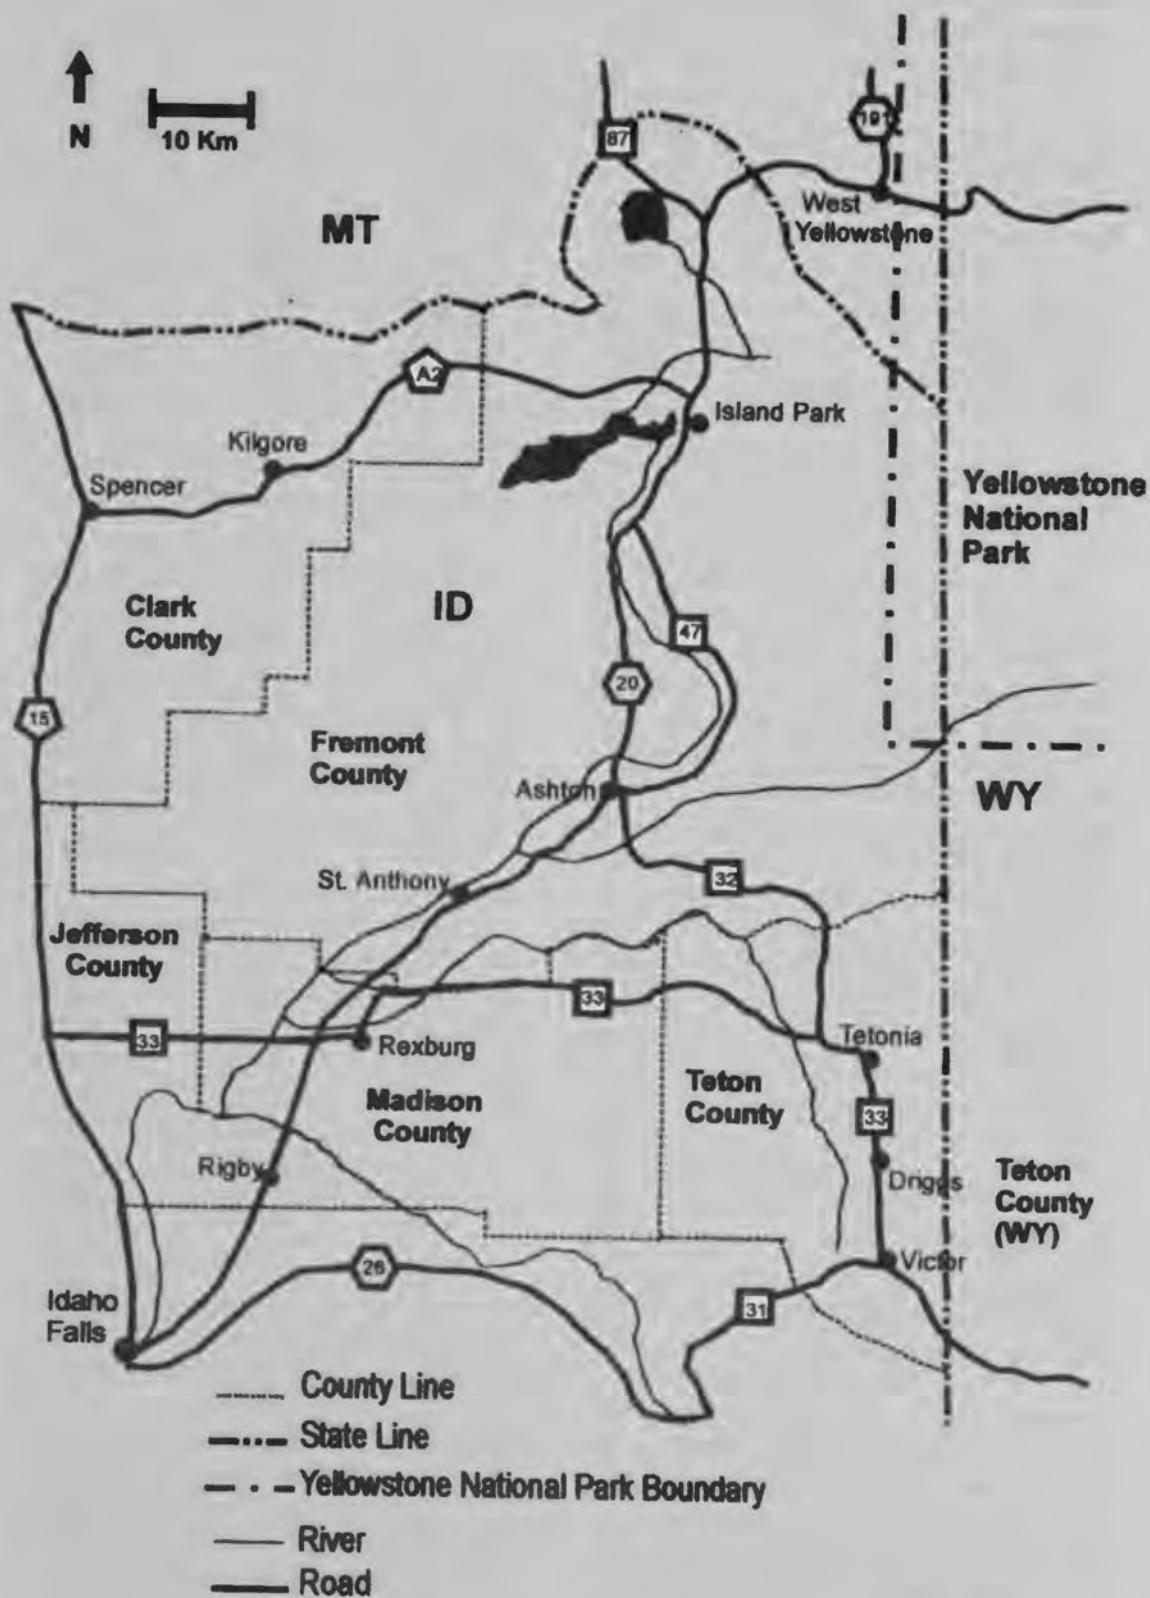 N
10 Km
87
191
MT
West
Yellowstone
A2
Island Park
Kilgore
Spencer
Yellowstone
National
Park
Clark
County
ID
47
20
15
Fremont
County
Ashton
WY
St. Anthony
32
Jefferson
County
33
33
Rexburg
Tetonia
Madison
County
Teton
County
33
Rigby
Driggs
Teton
County
(WY)
Victor
26
31
Idaho
Falls
County Line
State Line
Yellowstone National Park Boundary
River
Road